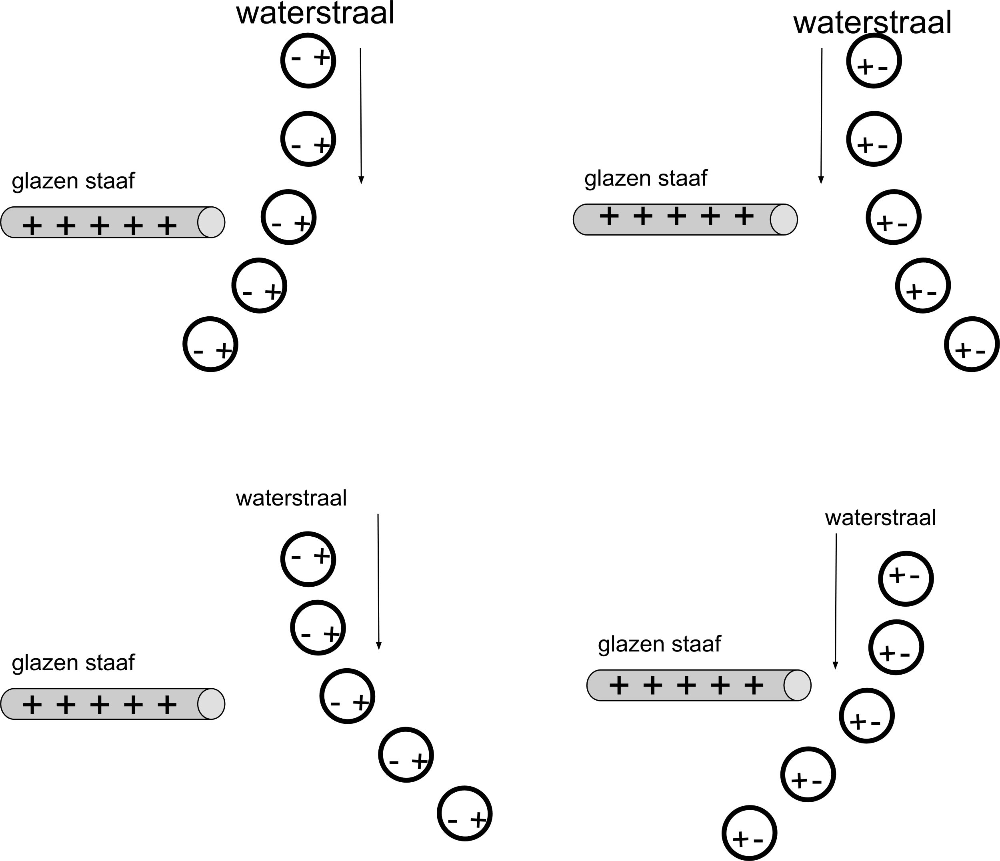 waterstraal
waterstraal
- +
+ -
- +
+ -
glazen staaf
glazen staaf
+ + + + +
- +
+ + + + +
+ -
- +
+ -
- +
+ -
waterstraal
waterstraal
- +
+ -
- +
+ -
glazen staaf
glazen staaf
+ + + + +
- +
+ + + + +
+ -
- +
+ -
- +
+ -